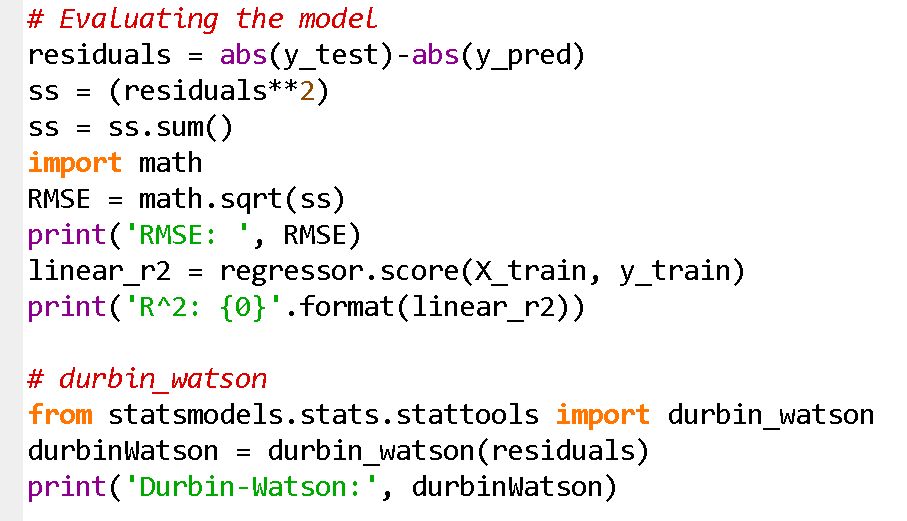 # Evaluating the model
residuals = abs(y_test)-abs(y_pred)
ss = (residuals**2)
ss = ss.sum()
import math
RMSE = math.sqrt(ss)
print('RMSE: ', RMSE)
linear_r2 = regressor.score(X_train, y_train)
print('R^2: {0}'.format(linear_r2))
# durbin_watson
from statsmodels.stats.stattools import durbin_watson
durbinWatson = durbin_watson(residuals)
print('Durbin-Watson:', durbinWatson)